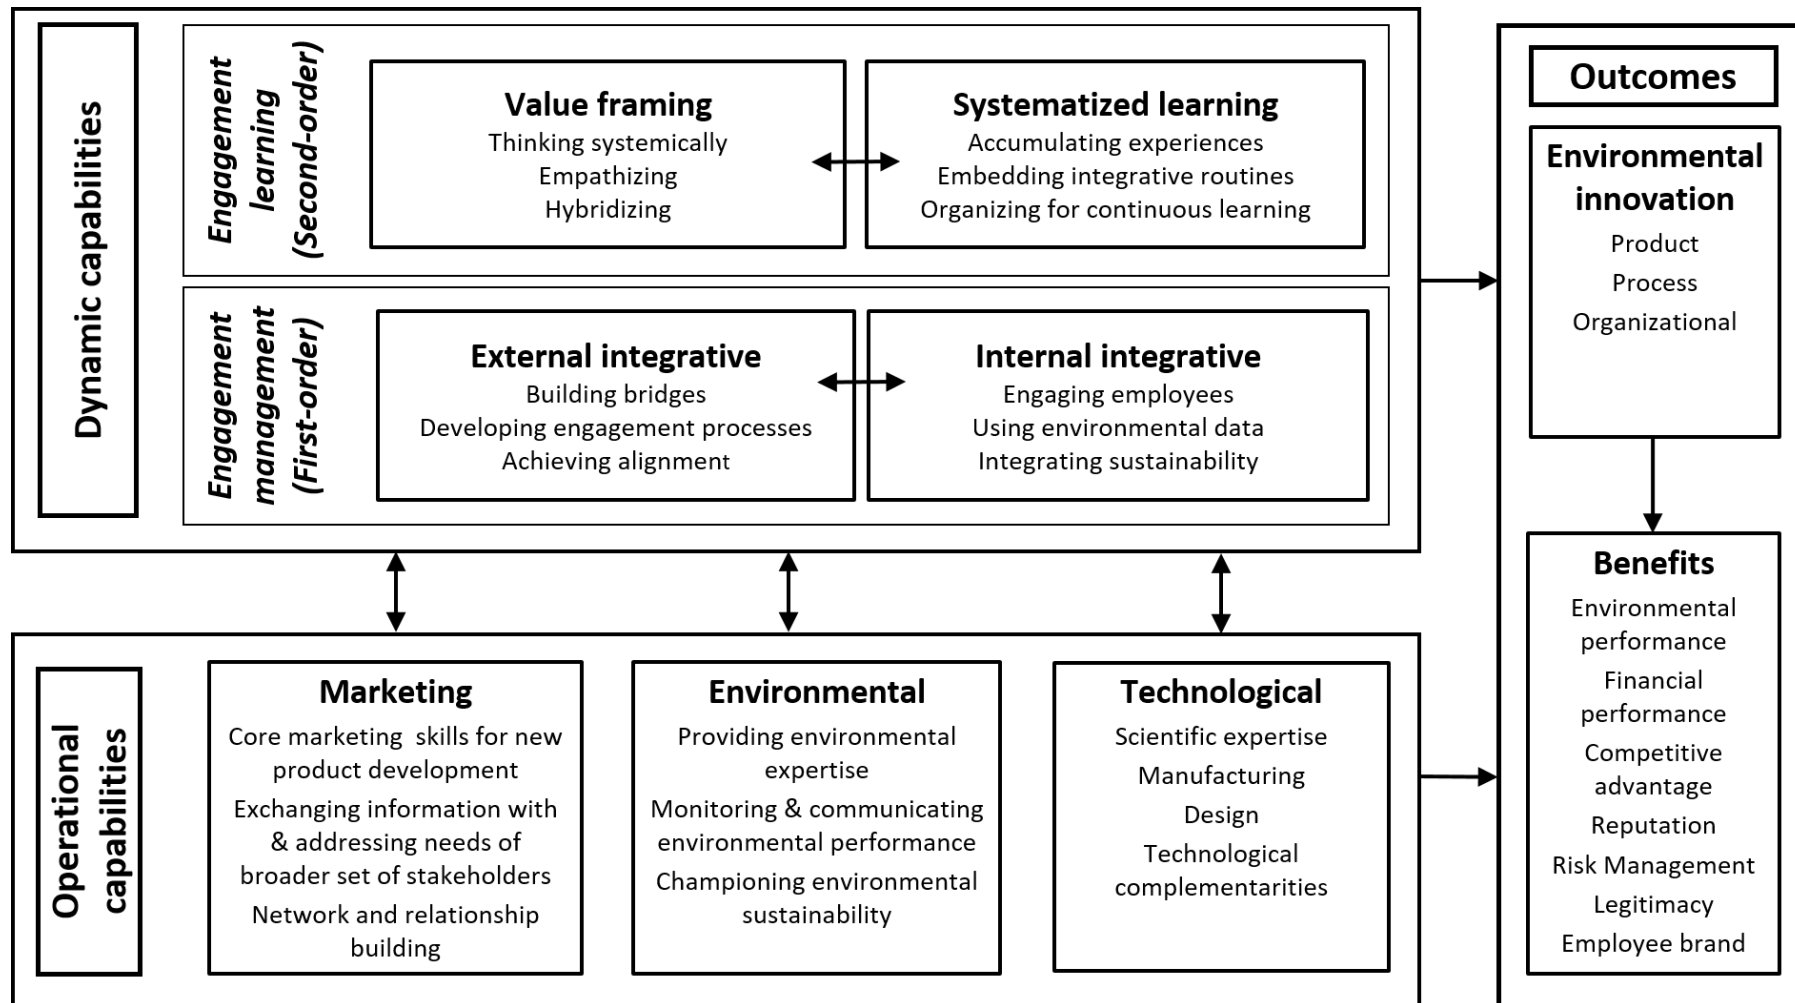 Dynamic capabilities
Engagement
learning
(Second-order)
Value framing
Thinking systemically
Empathizing
Hybridizing
Systematized learning
Accumulating experiences
Embedding integrative routines
Organizing for continuous learning
Engagement
management
(First-order)
External integrative
Building bridges
Developing engagement processes
Achieving alignment
Internal integrative
Engaging employees
Using environmental data
Integrating sustainability
Operational
capabilities
Marketing
Core marketing skills for new
product development
Exchanging information with
& addressing needs of
broader set of stakeholders
Network and relationship
building
Environmental
Providing environmental
expertise
Monitoring & communicating
environmental performance
Championing environmental
sustainability
Technological
Scientific expertise
Manufacturing
Design
Technological
complementarities
Outcomes
Environmental
innovation
Product
Process
Organizational
Benefits
Environmental
performance
Financial
performance
Competitive
advantage
Reputation
Risk Management
Legitimacy
Employee brand